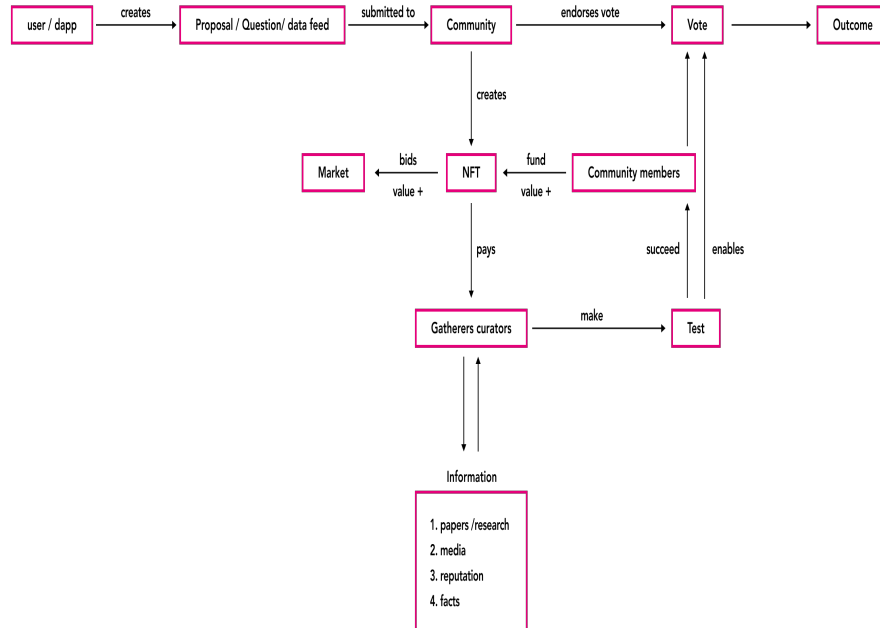 creates
submitted to
endorses vote
user / dapp
Proposal / Question/ data feed
Community
Vote
Outcome
creates
bids
fund
Market
NFT
Community members
value +
value +
pays
succeed
enables
make
Gatherers curators
Test
Information
1. papers /research
2. media
3. reputation
4. facts